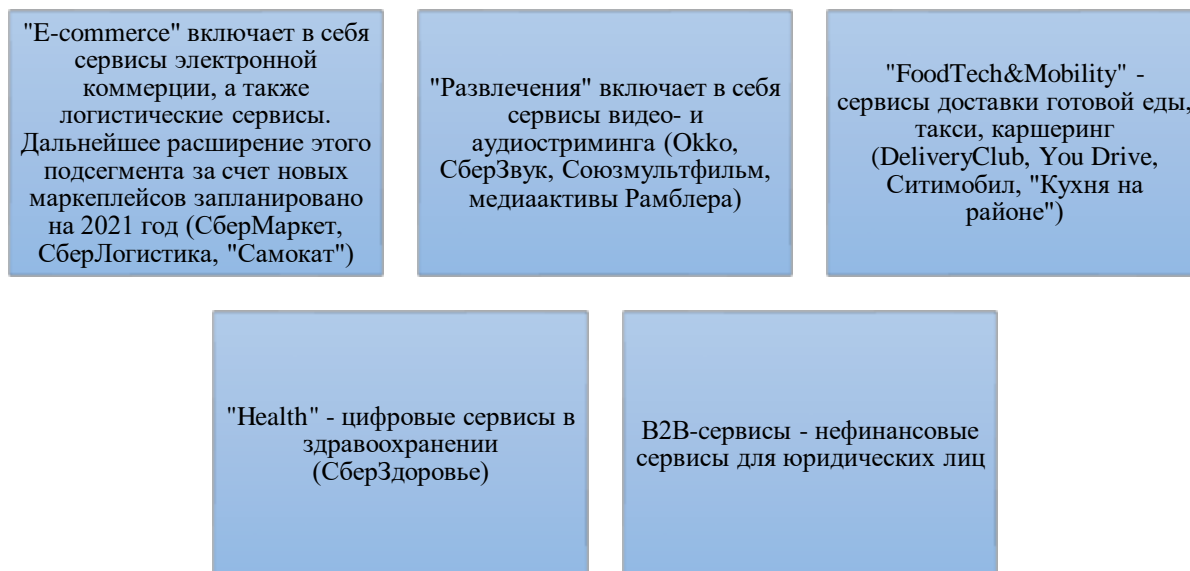 "E-commerce" включает в себя
сервисы электронной
коммерции, а также
логистические сервисы.
Дальнейшее расширение этого
подсегмента за счет новых
маркеплейсов запланировано
на 2021 год (СберМаркет,
СберЛогистика, "Самокат")
"Развлечения" включает в себя
сервисы видео- и
аудиостриминга (Okko,
СберЗвук, Союзмультфильм,
медиаактивы Рамблера)
"FoodTech&Mobility" -
сервисы доставки готовой еды,
такси, каршеринг
(DeliveryClub, You Drive,
Ситимобил, "Кухня на
районе")
"Health" - цифровые сервисы в
здравоохранении
(СберЗдоровье)
B2B-сервисы - нефинансовые
сервисы для юридических лиц